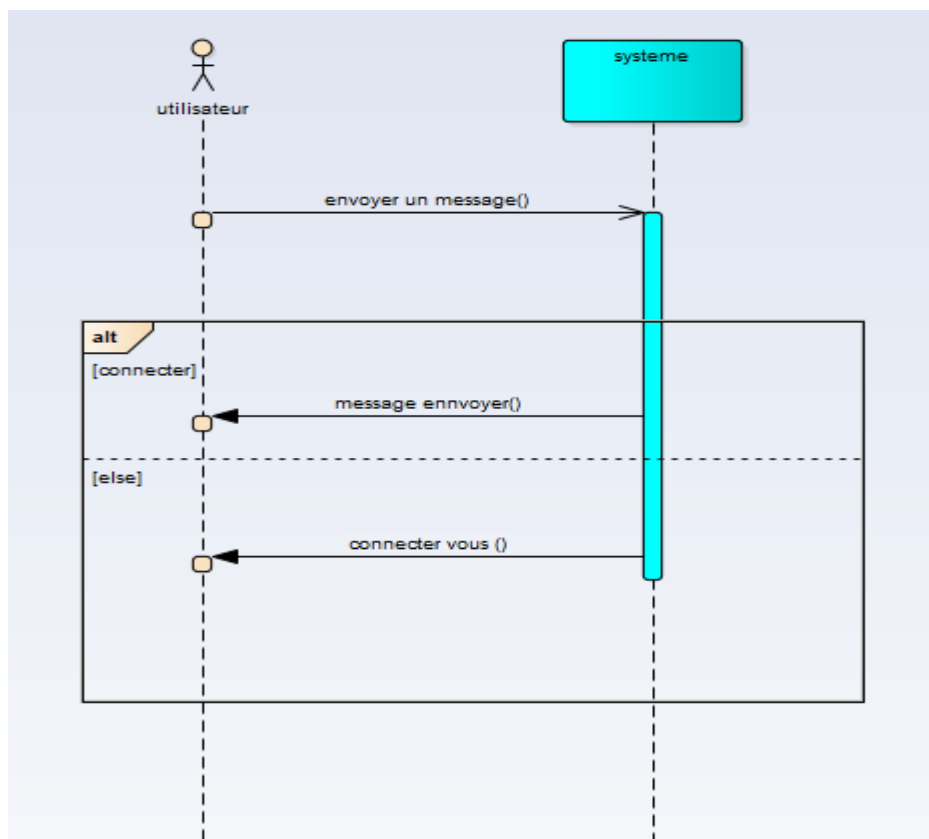 systeme
utilisateur
envoyer un message()
alt
[connecter]
message ennvoyer()
[else]
connecter vous ()